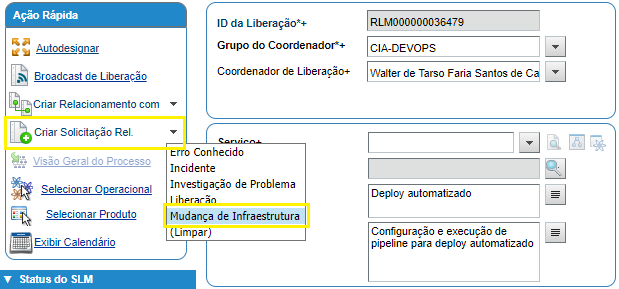 Ação Rápida
Autodesignar
Broadcast de Liberação
Criar Relacionamento com
Criar Solicitação Rel.
Visão Geral do Processo
Selecionar Operacional
Selecionar Produto
Exibir Calendário
Status do SLM
Erro Conhecido
Incidente
Investigação de Problema
Liberação
Mudança de Infraestrutura
(Limpar)
ID da Liberação*+
RLM000000036479
Grupo do Coordenador*+
CIA-DEVOPS
Coordenador de Liberação+
Walter de Tarso Faria Santos de Ca
Serviço+
Deploy automatizado
Configuração e execução de
pipeline para deploy automatizado